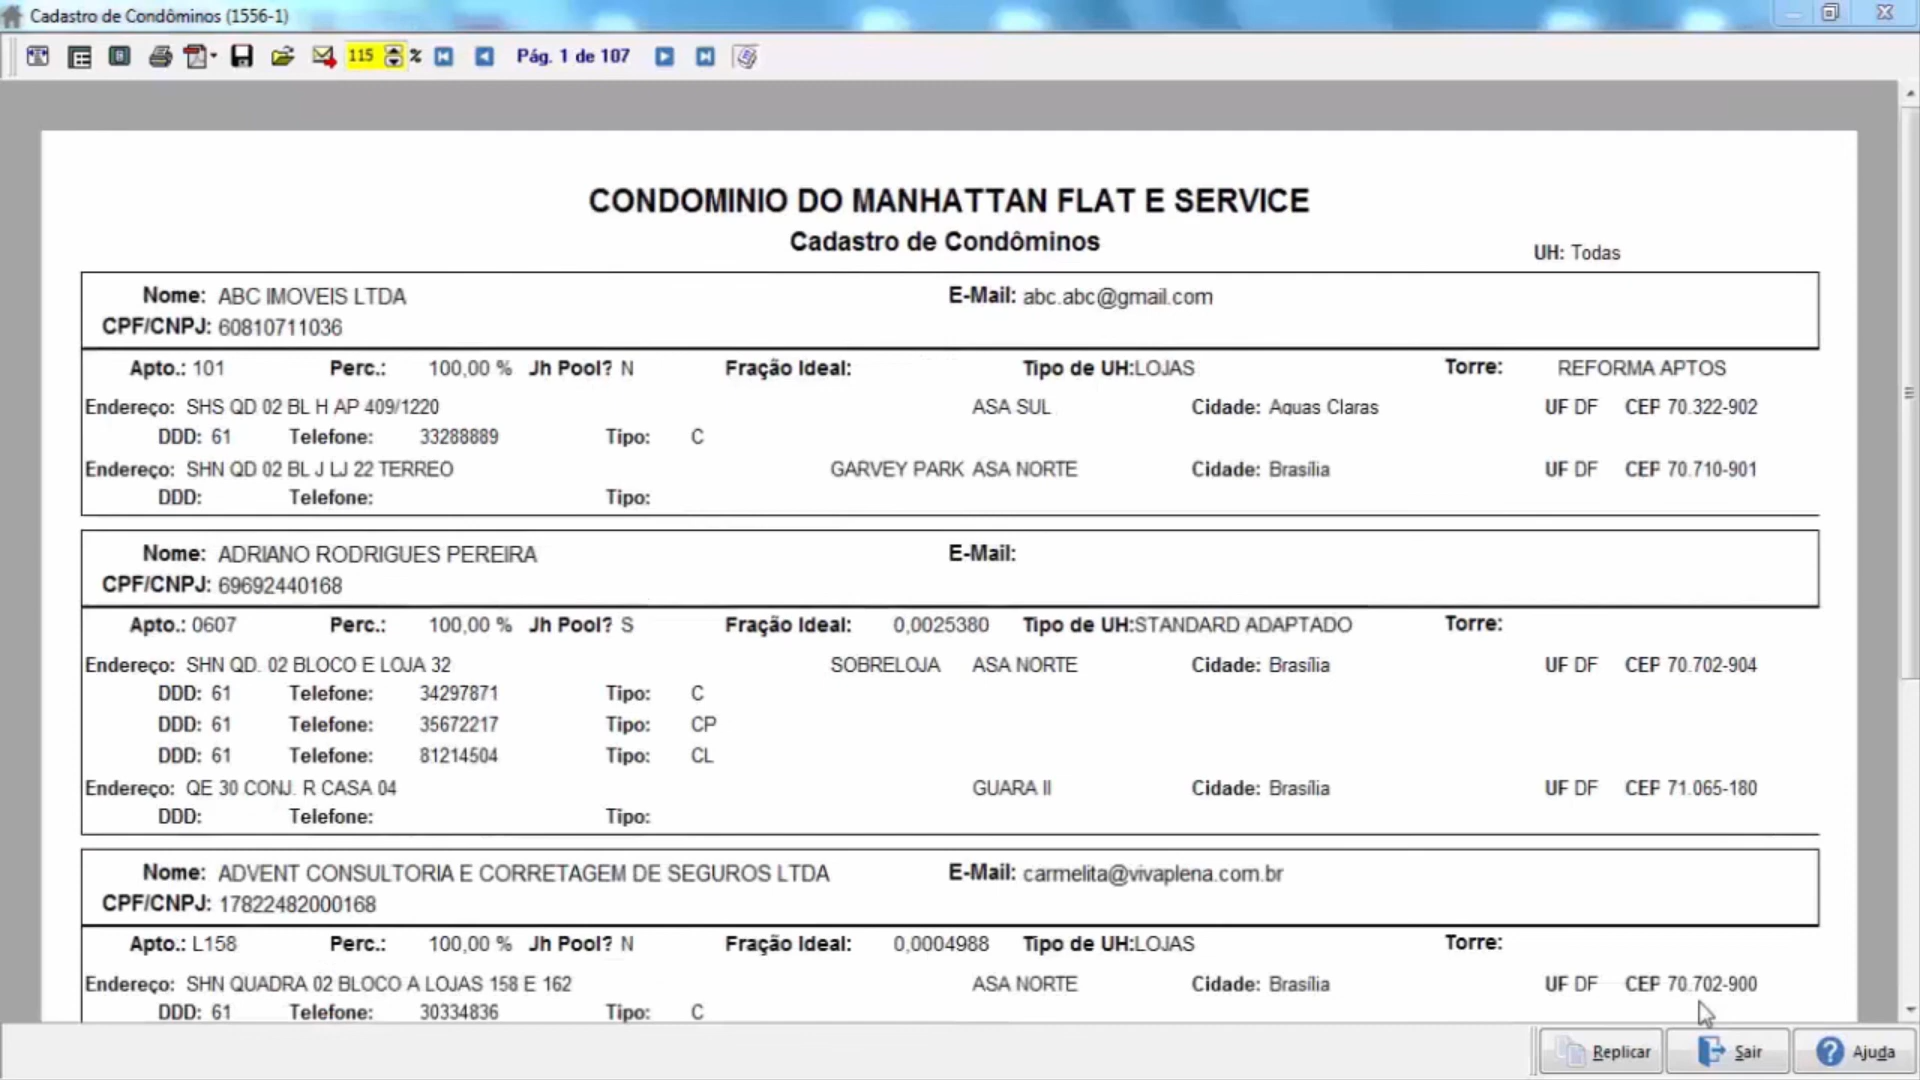 Cadastro de Condôminos (1556-1)
115 % Pág. 1 de 107
CONDOMINIO DO MANHATTAN FLAT E SERVICE
Cadastro de Condôminos
UH: Todas
Nome: ABC IMOVEIS LTDA E-Mail: abc.abc@gmail.com
CPF/CNPJ: 60810711036
Apto.: 101 Perc.: 100,00 % Jh Pool? N Fração Ideal: Tipo de UH:LOJAS Torre: REFORMA APTOS
Endereço: SHS QD 02 BL H AP 409/1220 ASA SUL Cidade: Aguas Claras UF DF CEP 70.322-902
DDD: 61 Telefone: 33288889 Tipo: C
Endereço: SHN QD 02 BL J LJ 22 TERREO GARVEY PARK ASA NORTE Cidade: Brasília UF DF CEP 70.710-901
DDD: Telefone: Tipo:
Nome: ADRIANO RODRIGUES PEREIRA E-Mail:
CPF/CNPJ: 69692440168
Apto.: 0607 Perc.: 100,00 % Jh Pool? S Fração Ideal: 0,0025380 Tipo de UH:STANDARD ADAPTADO Torre:
Endereço: SHN QD. 02 BLOCO E LOJA 32 SOBRELOJA ASA NORTE Cidade: Brasília UF DF CEP 70.702-904
DDD: 61 Telefone: 34297871 Tipo: C
DDD: 61 Telefone: 35672217 Tipo: CP
DDD: 61 Telefone: 81214504 Tipo: CL
Endereço: QE 30 CONJ. R CASA 04 GUARA II Cidade: Brasília UF DF CEP 71.065-180
DDD: Telefone: Tipo:
Nome: ADVENT CONSULTORIA E CORRETAGEM DE SEGUROS LTDA E-Mail: carmelita@vivaplena.com.br
CPF/CNPJ: 17822482000168
Apto.: L158 Perc.: 100,00 % Jh Pool? N Fração Ideal: 0,0004988 Tipo de UH:LOJAS Torre:
Endereço: SHN QUADRA 02 BLOCO A LOJAS 158 E 162 ASA NORTE Cidade: Brasília UF DF CEP 70.702-900
DDD: 61 Telefone: 30334836 Tipo: C
Replicar Sair Ajuda